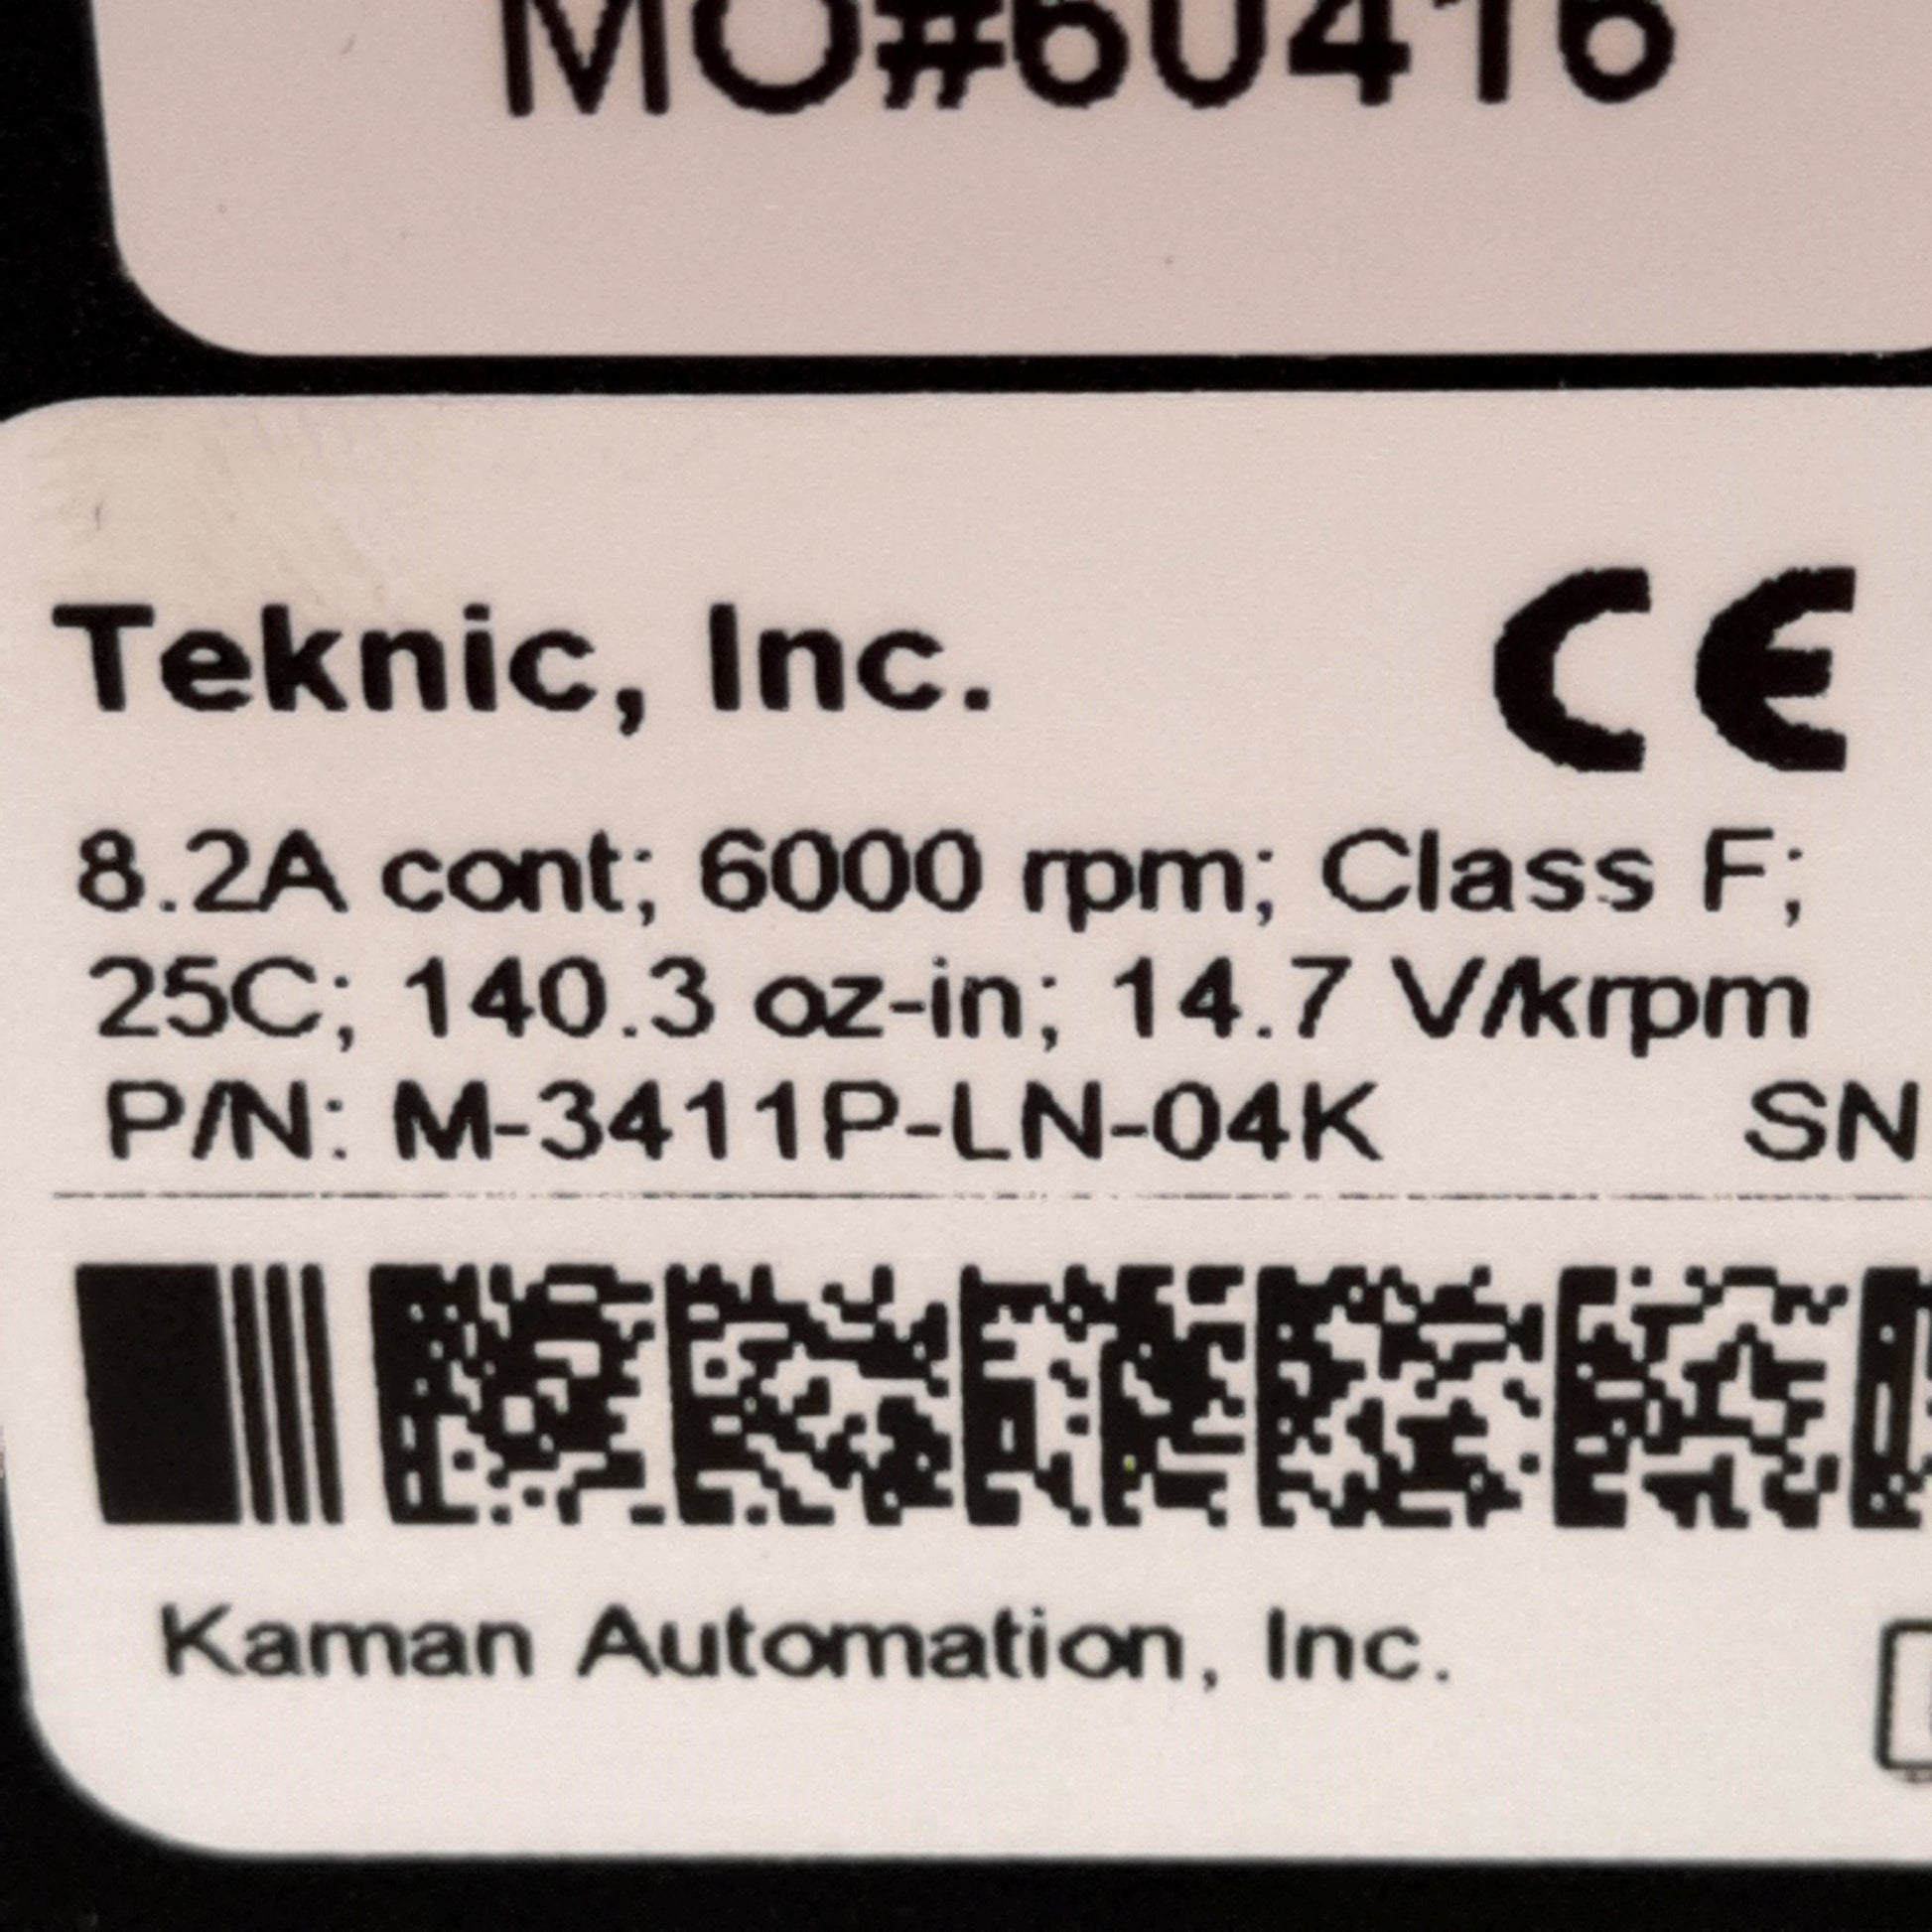 MO#60416
Teknic, Inc. CE
8.2A cont; 6000 rpm; Class F;
25C; 140.3 oz-in; 14.7 V/krpm
P/N: M-3411P-LN-04K SN
Kaman Automation, Inc.